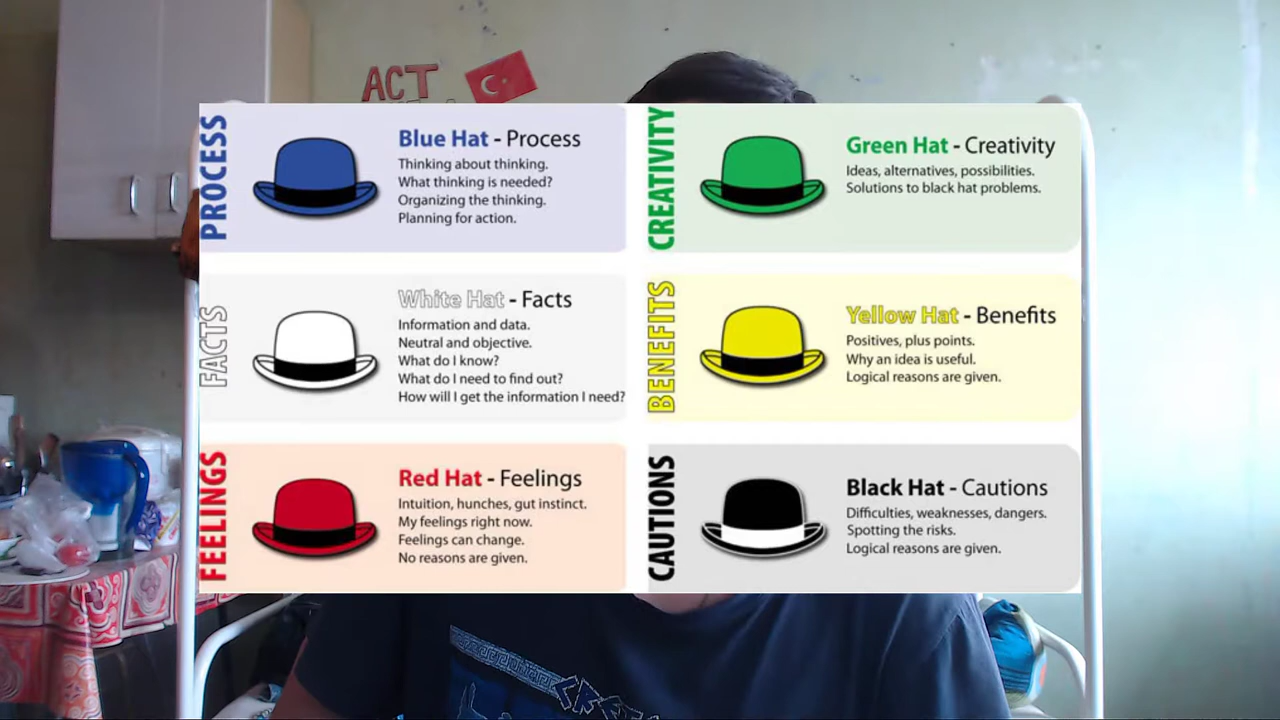 ACT
PROCESS
Blue Hat - Process
Thinking about thinking.
What thinking is needed?
Organizing the thinking.
Planning for action.
CREATIVITY
Green Hat - Creativity
Ideas, alternatives, possibilities.
Solutions to black hat problems.
FACTS
White Hat - Facts
Information and data.
Neutral and objective.
What do I know?
What do I need to find out?
How will I get the information I need?
BENEFITS
Yellow Hat - Benefits
Positives, plus points.
Why an idea is useful.
Logical reasons are given.
FEELINGS
Red Hat - Feelings
Intuition, hunches, gut instinct.
My feelings right now.
Feelings can change.
No reasons are given.
CAUTIONS
Black Hat - Cautions
Difficulties, weaknesses, dangers.
Spotting the risks.
Logical reasons are given.